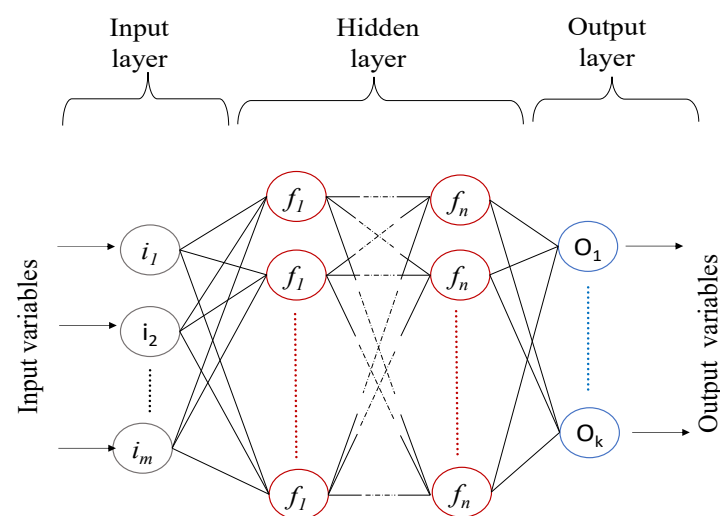 Input
layer
Hidden
layer
Output
layer
Input variables
i1
i2
im
f1
f1
f1
fn
fn
fn
O1
Ok
Output variables